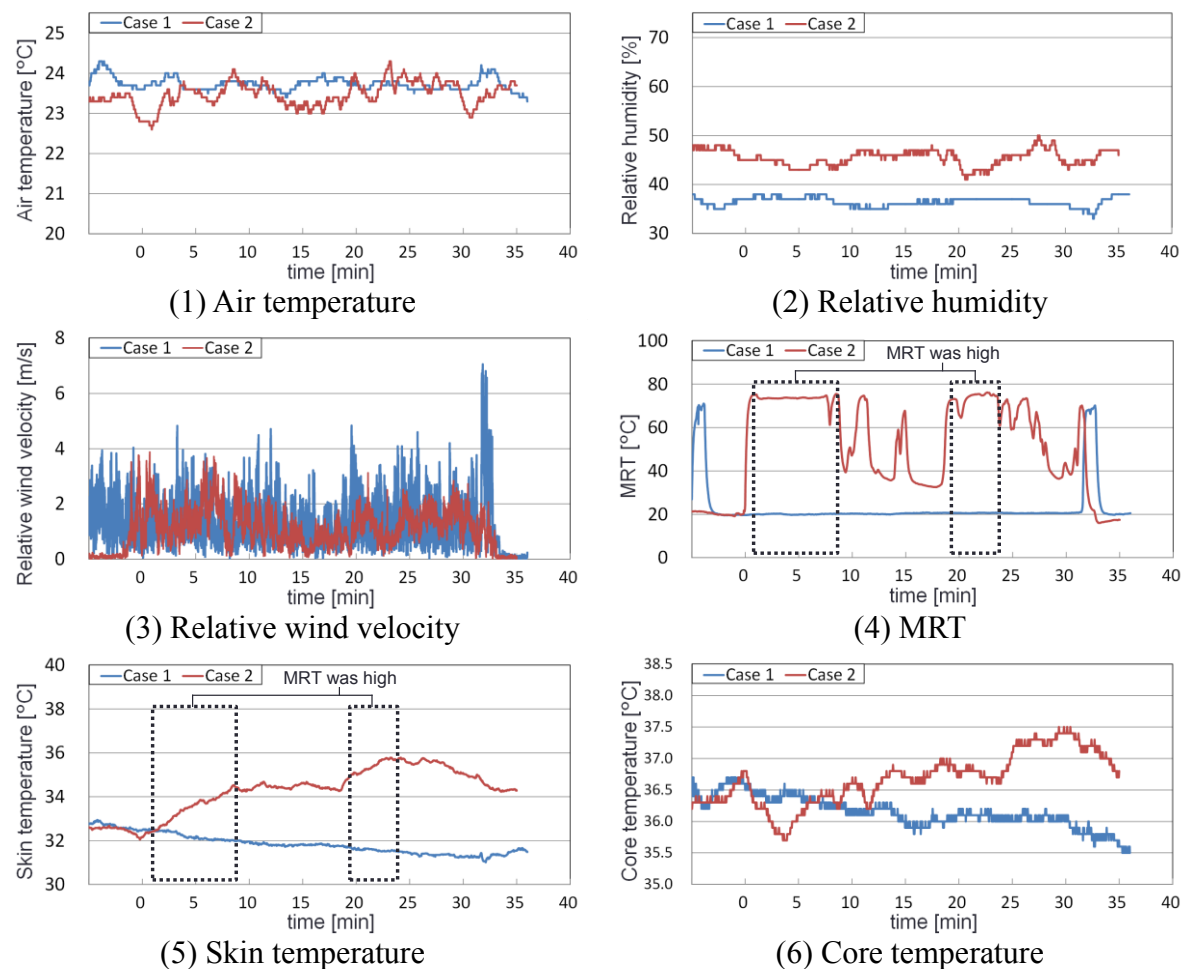 Case 1 Case 2
Air temperature [°C]
25
24
23
22
21
20
0 5 10 15 20 25 30 35 40
time [min]
(1) Air temperature
Case 1 Case 2
Relative humidity [%]
70
60
50
40
30
0 5 10 15 20 25 30 35 40
time [min]
(2) Relative humidity
Case 1 Case 2
Relative wind velocity [m/s]
8
6
4
2
0
0 5 10 15 20 25 30 35 40
time [min]
(3) Relative wind velocity
Case 1 Case 2
MRT was high
MRT [°C]
100
80
60
40
20
0
0 5 10 15 20 25 30 35 40
time [min]
(4) MRT
Case 1 Case 2
MRT was high
Skin temperature [°C]
40
38
36
34
32
30
0 5 10 15 20 25 30 35 40
time [min]
(5) Skin temperature
Case 1 Case 2
Core temperature [°C]
38.5
38.0
37.5
37.0
36.5
36.0
35.5
35.0
0 5 10 15 20 25 30 35 40
time [min]
(6) Core temperature